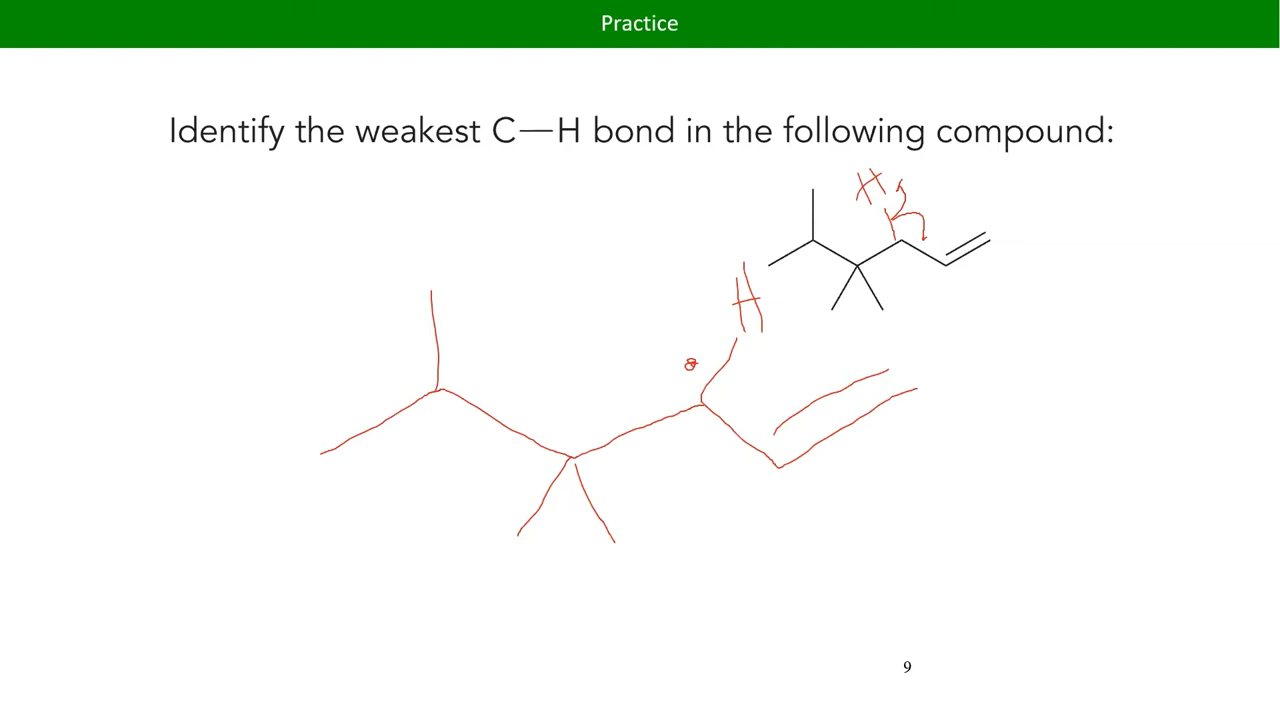 Practice
Identify the weakest C—H bond in the following compound:
H
H
9